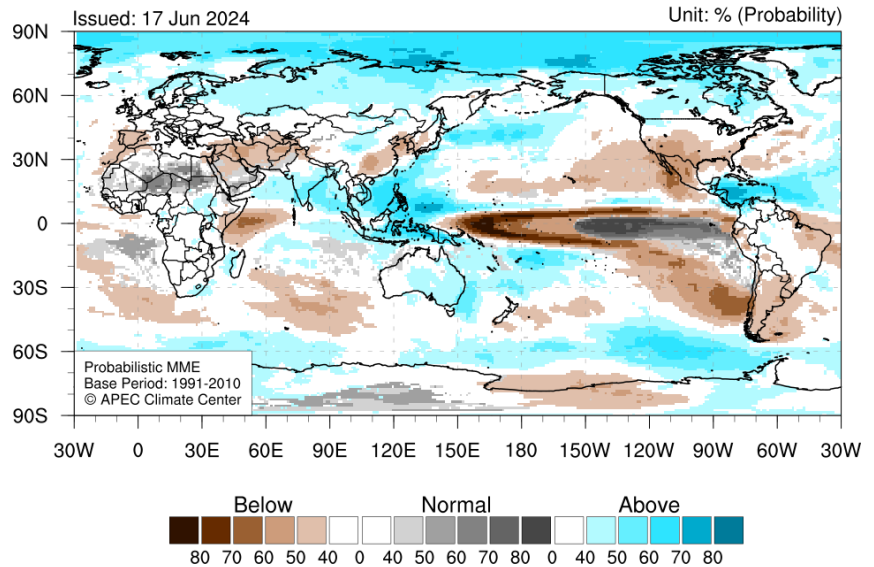 Issued: 17 Jun 2024
Unit: % (Probability)
90N
60N
30N
0
30S
60S
90S
Probabilistic MME
Base Period: 1991-2010
© APEC Climate Center
30W 0 30E 60E 90E 120E 150E 180 150W 120W 90W 60W 30W
Below Normal Above
80 70 60 50 40 0 40 50 60 70 80 0 40 50 60 70 80